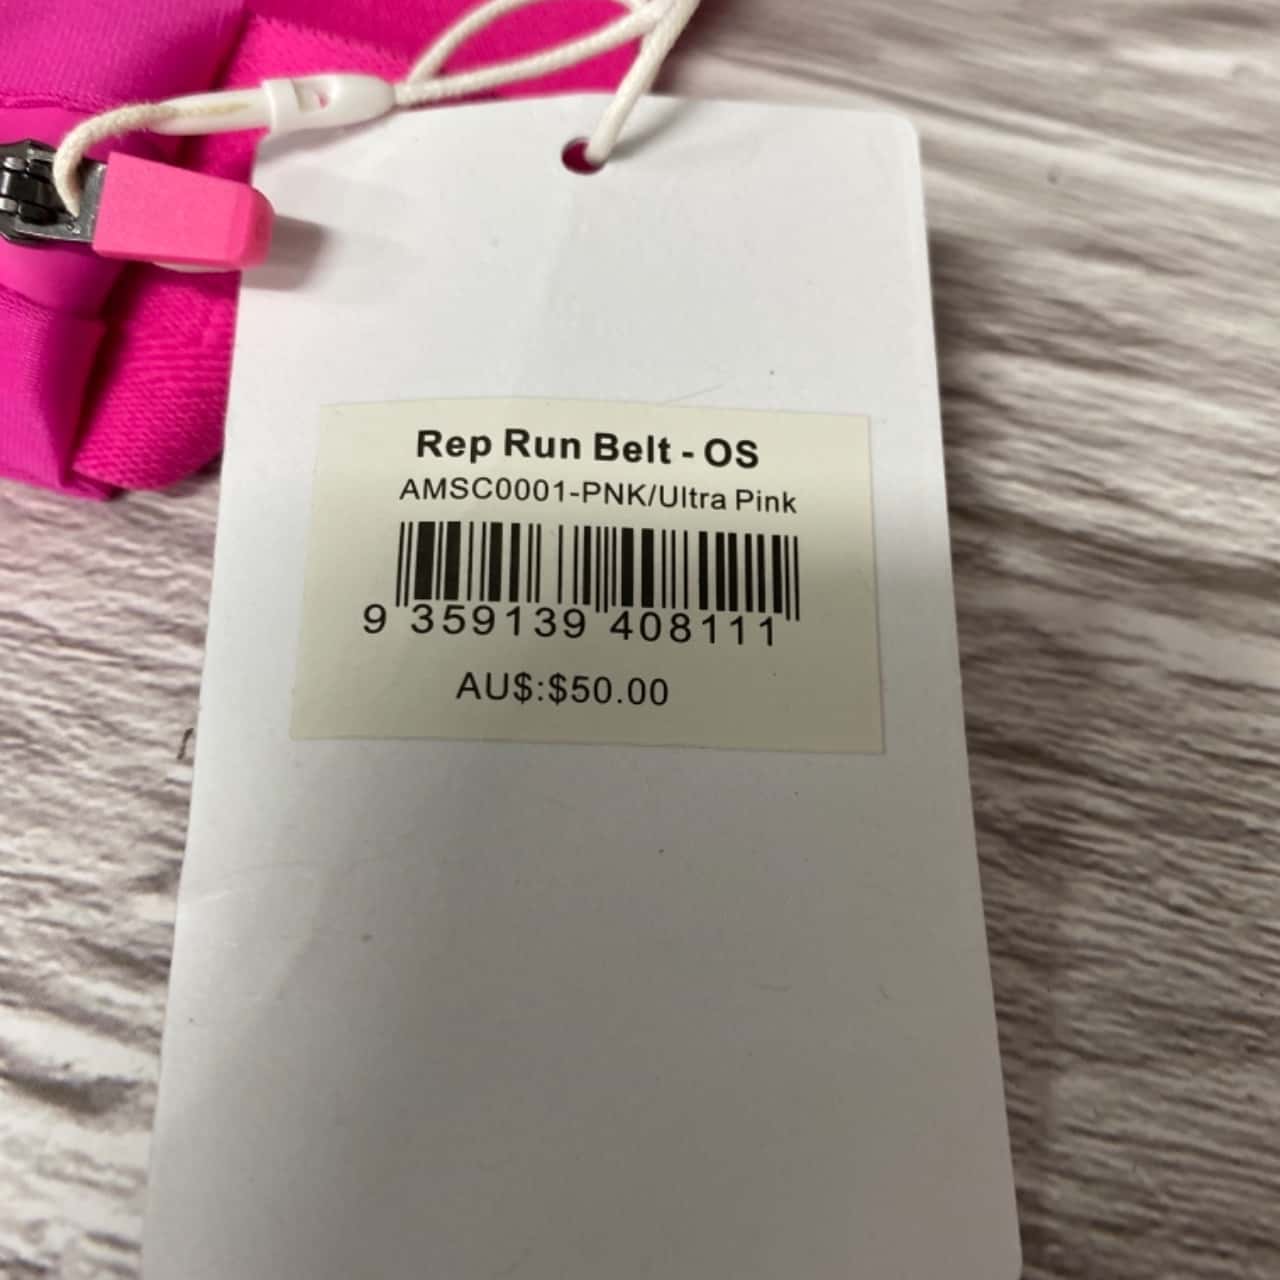 Rep Run Belt - OS
AMSC0001-PNK/Ultra Pink
9 359139 408111
AU$:$50.00